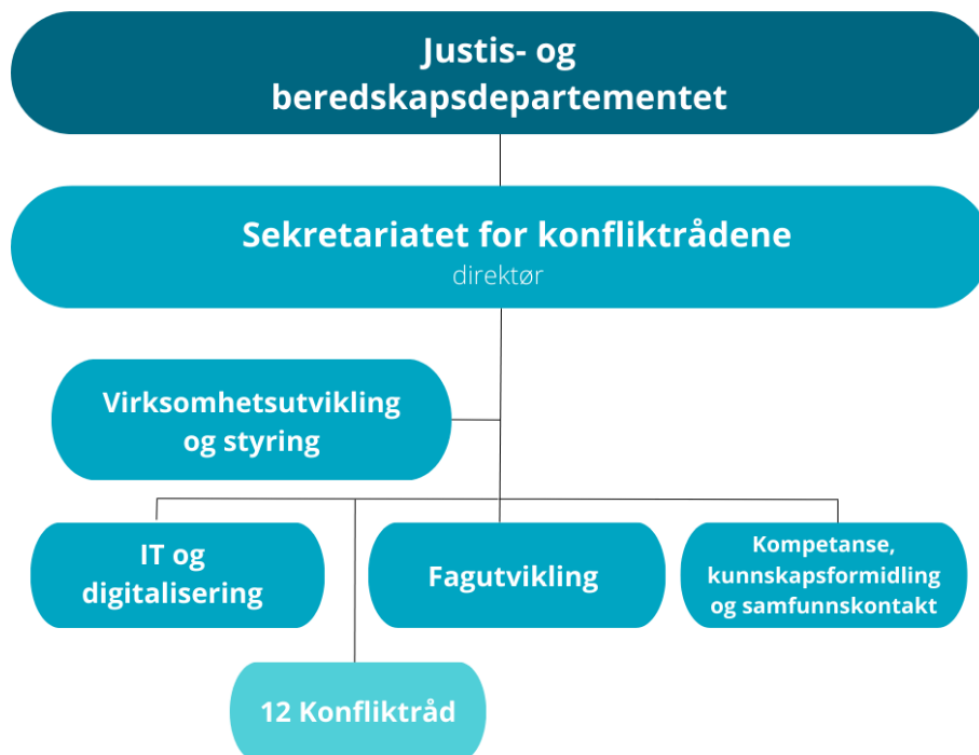 Justis- og
beredskapsdepartementet
Sekretariatet for konfliktrådene
direktør
Virksomhetsutvikling
og styring
IT og
digitalisering
Fagutvikling
Kompetanse,
kunnskapsformidling
og samfunnskontakt
12 Konfliktråd